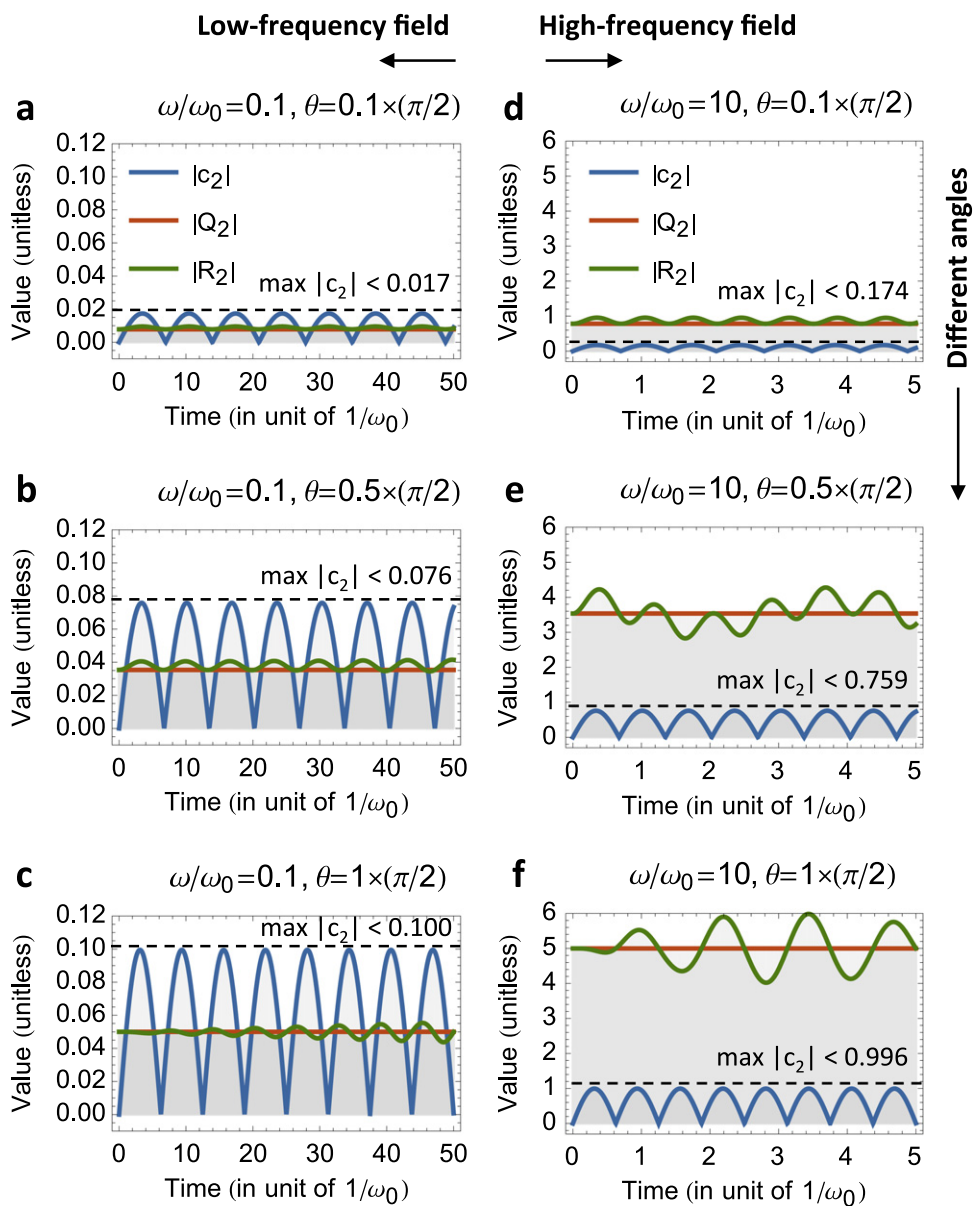 Low-frequency field
High-frequency field
Different angles
a
ω/ω0=0.1, θ=0.1×(π/2)
Value (unitless)
0.12
0.10
0.08
0.06
0.04
0.02
0.00
|c2|
|Q2|
|R2|
max |c2| < 0.017
0 10 20 30 40 50
Time (in unit of 1/ω0)
d
ω/ω0=10, θ=0.1×(π/2)
Value (unitless)
6
5
4
3
2
1
0
|c2|
|Q2|
|R2|
max |c2| < 0.174
0 1 2 3 4 5
Time (in unit of 1/ω0)
b
ω/ω0=0.1, θ=0.5×(π/2)
Value (unitless)
0.12
0.10
0.08
0.06
0.04
0.02
0.00
max |c2| < 0.076
0 10 20 30 40 50
Time (in unit of 1/ω0)
e
ω/ω0=10, θ=0.5×(π/2)
Value (unitless)
6
5
4
3
2
1
0
max |c2| < 0.759
0 1 2 3 4 5
Time (in unit of 1/ω0)
c
ω/ω0=0.1, θ=1×(π/2)
Value (unitless)
0.12
0.10
0.08
0.06
0.04
0.02
0.00
max |c2| < 0.100
0 10 20 30 40 50
Time (in unit of 1/ω0)
f
ω/ω0=10, θ=1×(π/2)
Value (unitless)
6
5
4
3
2
1
0
max |c2| < 0.996
0 1 2 3 4 5
Time (in unit of 1/ω0)